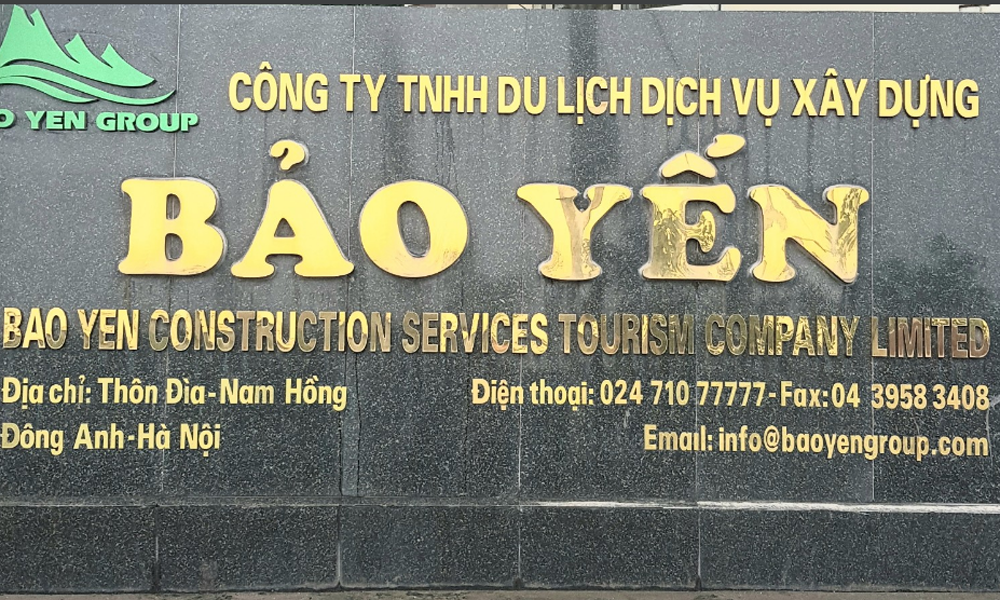 AO YEN GROUP
CÔNG TY TNHH DU LỊCH DỊCH VỤ XÂY DỰNG
BẢO YẾN
BAO YEN CONSTRUCTION SERVICES TOURISM COMPANY LIMITED
Địa chỉ: Thôn Đìa-Nam Hồng
Điện thoại: 024 710 77777-Fax: 04 3958 3408
Đông Anh-Hà Nội
Email: info@baoyengroup.com